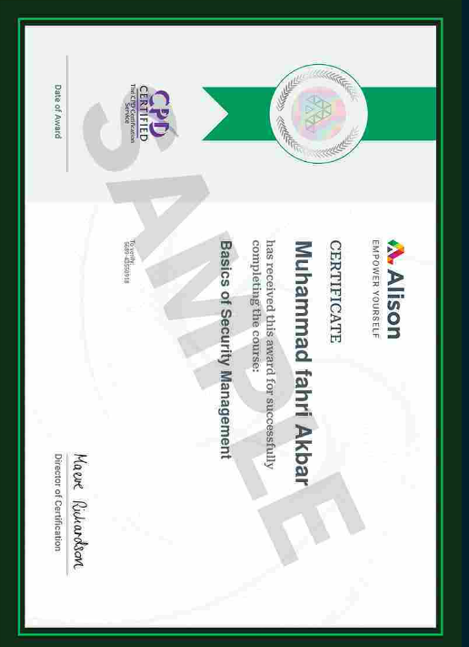 Alison
EMPOWER YOURSELF
CERTIFICATE
Muhammad fahri Akbar
has received this award for successfully
completing the course:
Basics of Security Management
CPD
CERTIFIED
The CPD Certification
Service
To verify:
Date of Award
Maeve Richardson
Director of Certification
SAMPLE